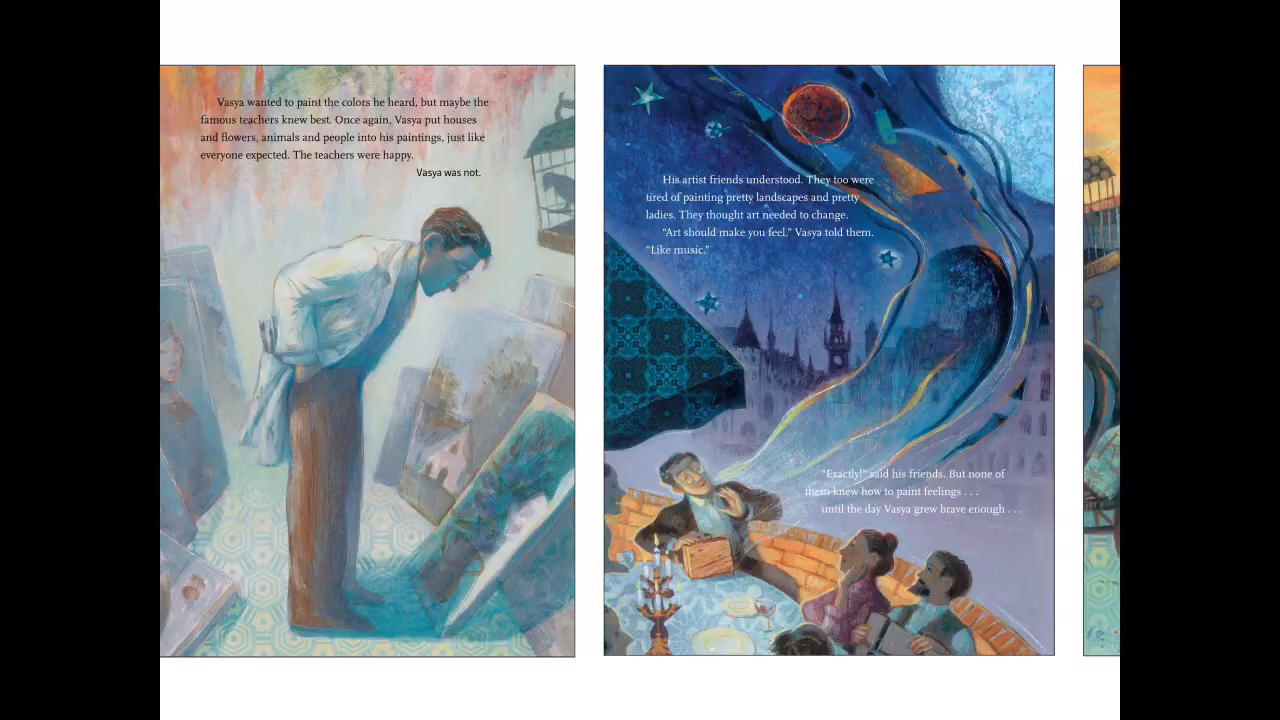 Vasya wanted to paint the colors he heard, but maybe the
famous teachers knew best. Once again, Vasya put houses
and flowers, animals and people into his paintings, just like
everyone expected. The teachers were happy.
Vasya was not.
His artist friends understood. They too were
tired of painting pretty landscapes and pretty
ladies. They thought art needed to change.
“Art should make you feel,” Vasya told them.
“Like music.”
“Exactly!” said his friends. But none of
them knew how to paint feelings . . .
until the day Vasya grew brave enough . . .